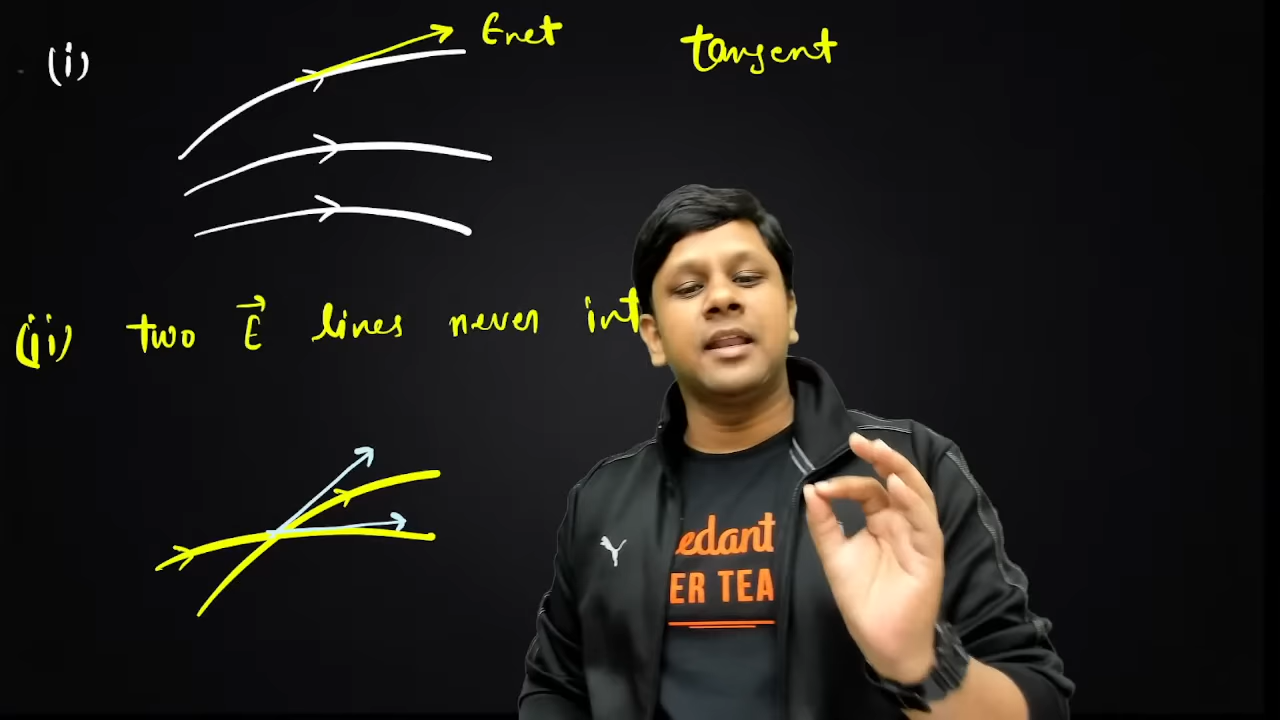 (i) Enet tangent
(ii) two E⃗ lines never int
edant
ER TEA